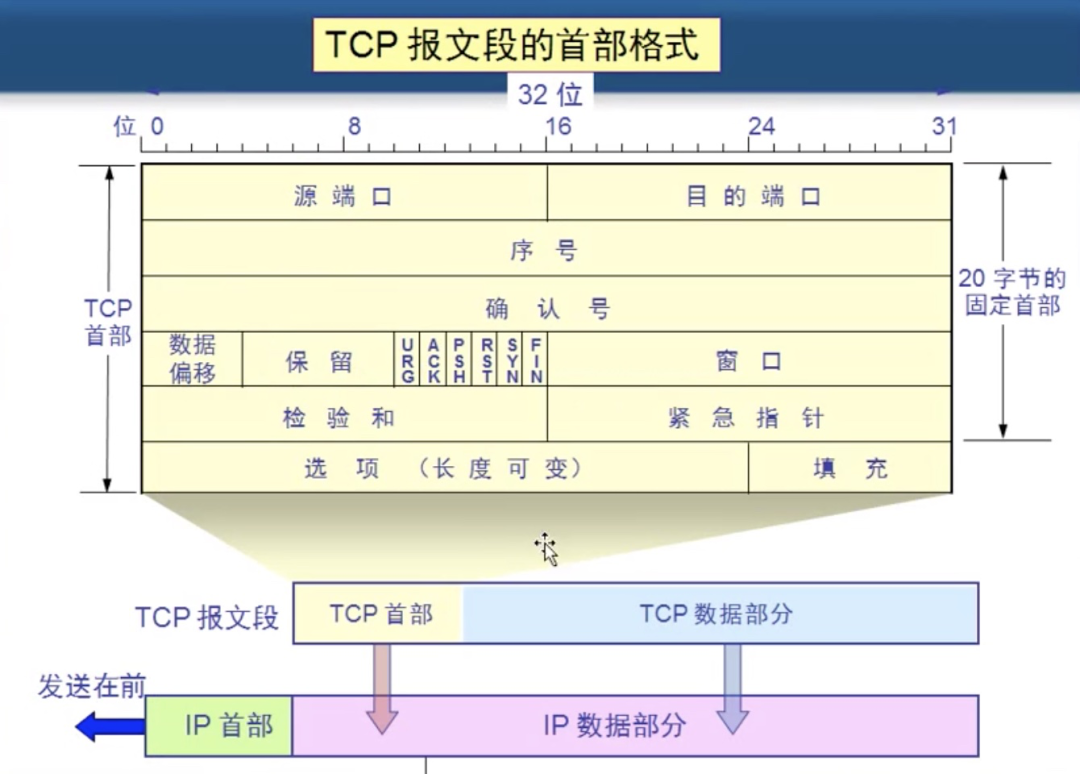 TCP 报文段的首部格式
32 位
位 0 8 16 24 31
源 端 口 目 的 端 口
序 号
TCP 首部
确 认 号
20 字节的
固定首部
数据
偏移
保 留
URG ACK PSH RST SYN FIN
窗 口
检 验 和 紧 急 指 针
选 项 （长 度 可 变） 填 充
TCP 报文段 TCP 首部 TCP 数据部分
发送在前
IP 首部 IP 数据部分